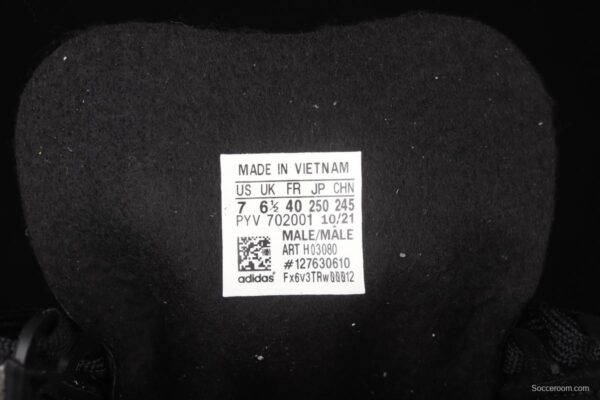 MADE IN VIETNAM
US UK FR JP CHN
7 6½ 40 250 245
PYV 702001 10/21
MALE/MÂLE
ART H03080
#127630610
adidas Fx6v3TRw00012
Socceroom.com